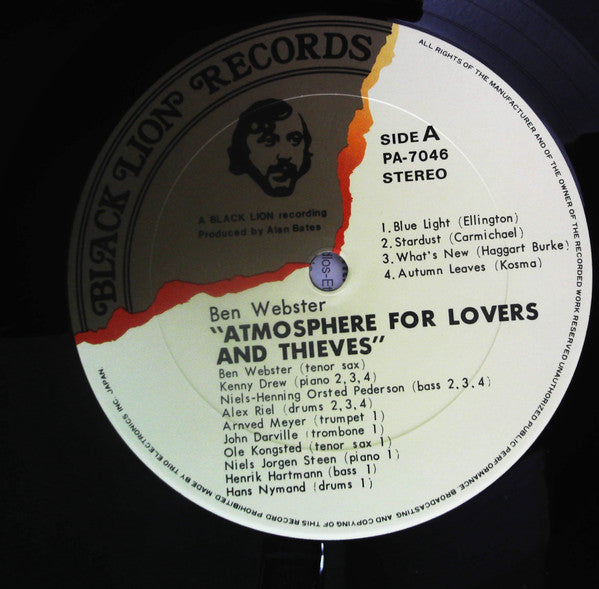 BLACK LION RECORDS
A BLACK LION recording
Produced by Alan Bates
SIDE A
PA-7046
STEREO
1. Blue Light (Ellington)
2. Stardust (Carmichael)
3. What's New (Haggart Burke)
4. Autumn Leaves (Kosma)
Ben Webster
"ATMOSPHERE FOR LOVERS
AND THIEVES"
Ben Webster (tenor sax)
Kenny Drew (piano 2, 3, 4)
Niels-Henning Orsted Pederson (bass 2, 3, 4)
Alex Riel (drums 2, 3, 4)
Arnved Meyer (trumpet 1)
John Darville (trombone 1)
Ole Kongsted (tenor sax 1)
Niels Jorgen Steen (piano 1)
Henrik Hartmann (bass 1)
Hans Nymand (drums 1)
ALL RIGHTS OF THE MANUFACTURER AND OF THE OWNER OF THE RECORDED WORK RESERVED UNAUTHORIZED PUBLIC PERFORMANCE, BROADCASTING AND COPYING OF THIS RECORD PROHIBITED MADE BY TRIO ELECTRONICS INC. JAPAN